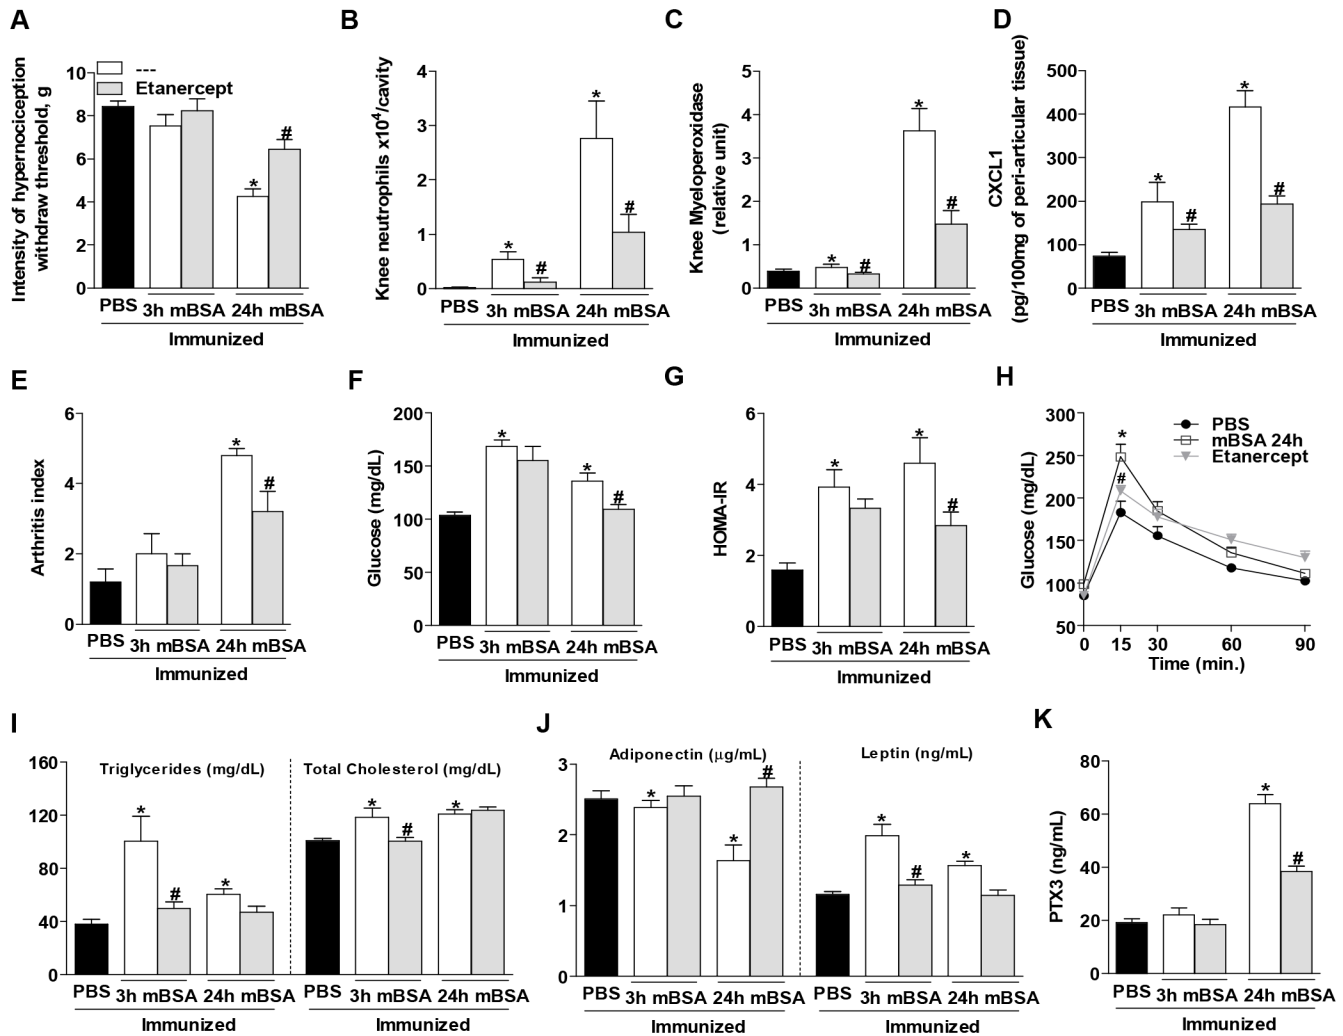 A
Intensity of hypernociception
withdraw threshold, g
10
8
6
4
2
0
---
Etanercept
*
#
PBS
3h mBSA
24h mBSA
Immunized
B
Knee neutrophils x10⁴/cavity
4
3
2
1
0
*
#
*
#
PBS
3h mBSA
24h mBSA
Immunized
C
Knee Myeloperoxidase
(relative unit)
5
4
3
2
1
0
*
#
*
#
PBS
3h mBSA
24h mBSA
Immunized
D
CXCL1
(pg/100mg of peri-articular tissue)
500
400
300
200
100
0
*
#
*
#
PBS
3h mBSA
24h mBSA
Immunized
E
Arthritis index
6
4
2
0
*
#
PBS
3h mBSA
24h mBSA
Immunized
F
Glucose (mg/dL)
200
150
100
50
0
*
*
#
PBS
3h mBSA
24h mBSA
Immunized
G
HOMA-IR
6
4
2
0
*
*
#
PBS
3h mBSA
24h mBSA
Immunized
H
Glucose (mg/dL)
300
250
200
150
100
50
*
#
PBS
mBSA 24h
Etanercept
0 15 30 60 90
Time (min.)
I
160
120
80
40
0
Triglycerides (mg/dL)
*
#
*
PBS
3h mBSA
24h mBSA
Immunized
Total Cholesterol (mg/dL)
*
#
*
PBS
3h mBSA
24h mBSA
Immunized
J
3
2
1
0
Adiponectin (μg/mL)
*
*
#
PBS
3h mBSA
24h mBSA
Immunized
Leptin (ng/mL)
*
#
*
PBS
3h mBSA
24h mBSA
Immunized
K
PTX3 (ng/mL)
80
60
40
20
0
*
#
PBS
3h mBSA
24h mBSA
Immunized